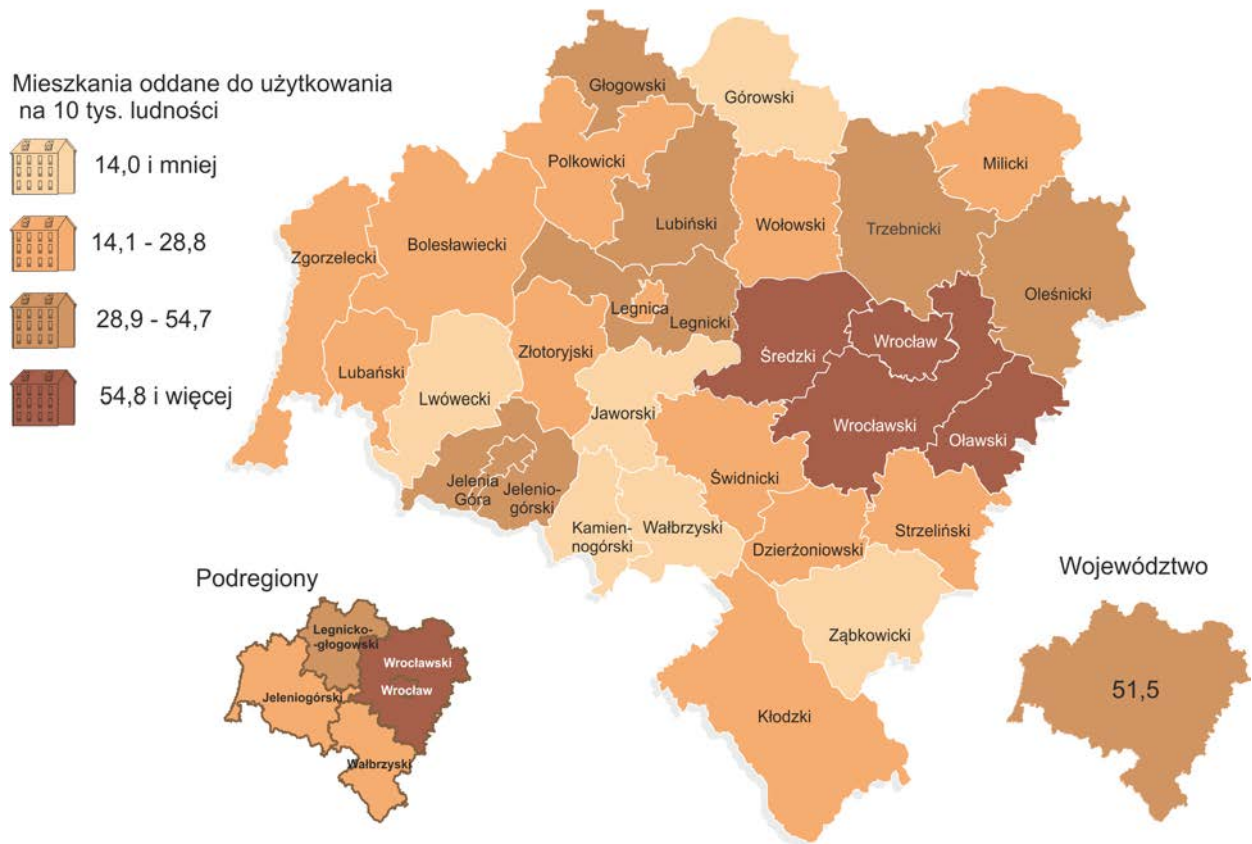 Mieszkania oddane do użytkowania
na 10 tys. ludności
14,0 i mniej
14,1 - 28,8
28,9 - 54,7
54,8 i więcej
Głogowski
Górowski
Polkowicki
Milicki
Lubiński
Wołowski
Trzebnicki
Bolesławiecki
Zgorzelecki
Oleśnicki
Legnica
Legnicki
Wrocław
Złotoryjski
Średzki
Lubański
Lwówecki
Jaworski
Wrocławski
Oławski
Świdnicki
Jelenia
Góra
Jelenio-
górski
Kamien-
nogórski
Wałbrzyski
Dzierżoniowski
Strzeliński
Ząbkowicki
Kłodzki
Podregiony
Legnicko-
-głogowski
Wrocławski
Wrocław
Jeleniogórski
Wałbrzyski
Województwo
51,5